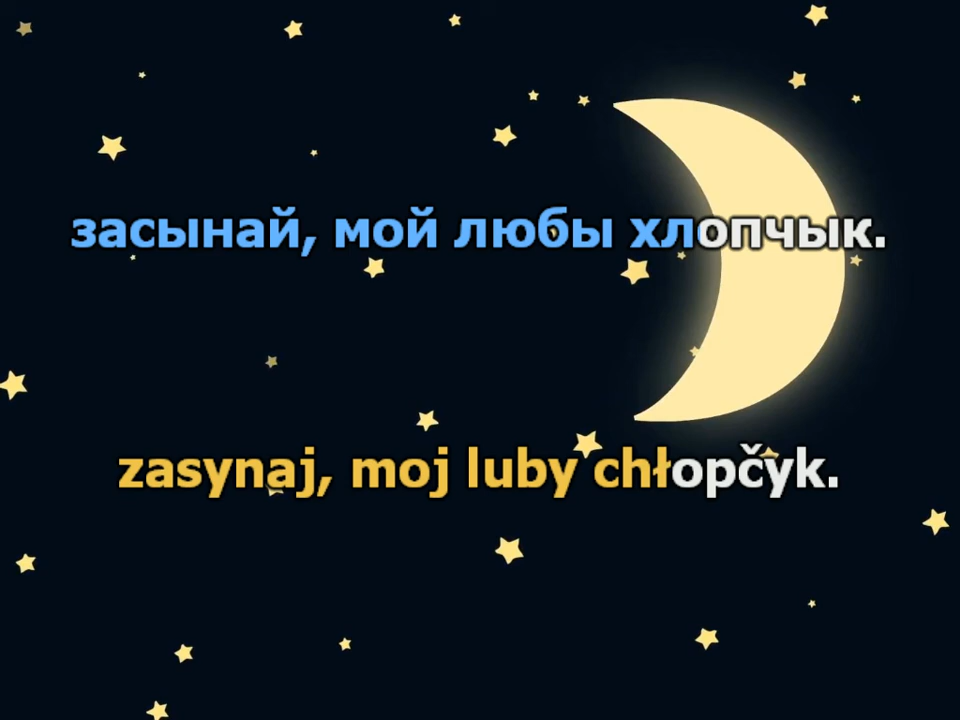 засынай, мой любы хлопчык.
zasynaj, moj luby chłopčyk.